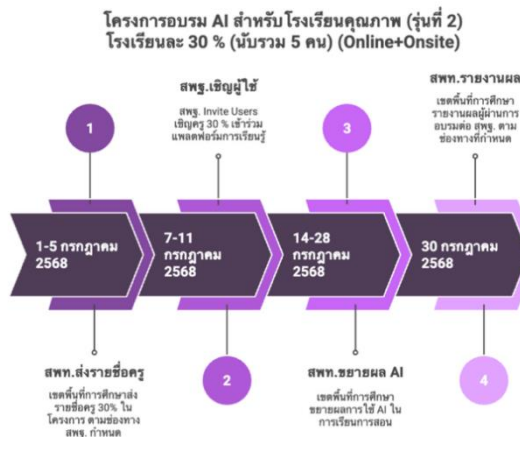 โครงการอบรม AI สำหรับโรงเรียนคุณภาพ (รุ่นที่ 2)
โรงเรียนละ 30 % (นับรวม 5 คน) (Online+Onsite)
1
1-5 กรกฎาคม
2568
สพท.ส่งรายชื่อครู
เขตพื้นที่การศึกษาส่ง
รายชื่อครู 30% ใน
โครงการ ตามช่องทาง
สพฐ. กำหนด
สพฐ.เชิญผู้ใช้
สพฐ. Invite Users
เชิญครู 30 % เข้าร่วม
แพลตฟอร์มการเรียนรู้
7-11
กรกฎาคม
2568
2
3
14-28
กรกฎาคม
2568
สพท.ขยายผล AI
เขตพื้นที่การศึกษา
ขยายผลการใช้ AI ใน
การเรียนการสอน
สพท.รายงานผล
เขตพื้นที่การศึกษา
รายงานผลผู้ผ่านการ
อบรมต่อ สพฐ. ตาม
ช่องทางที่กำหนด
30 กรกฎาคม
2568
4